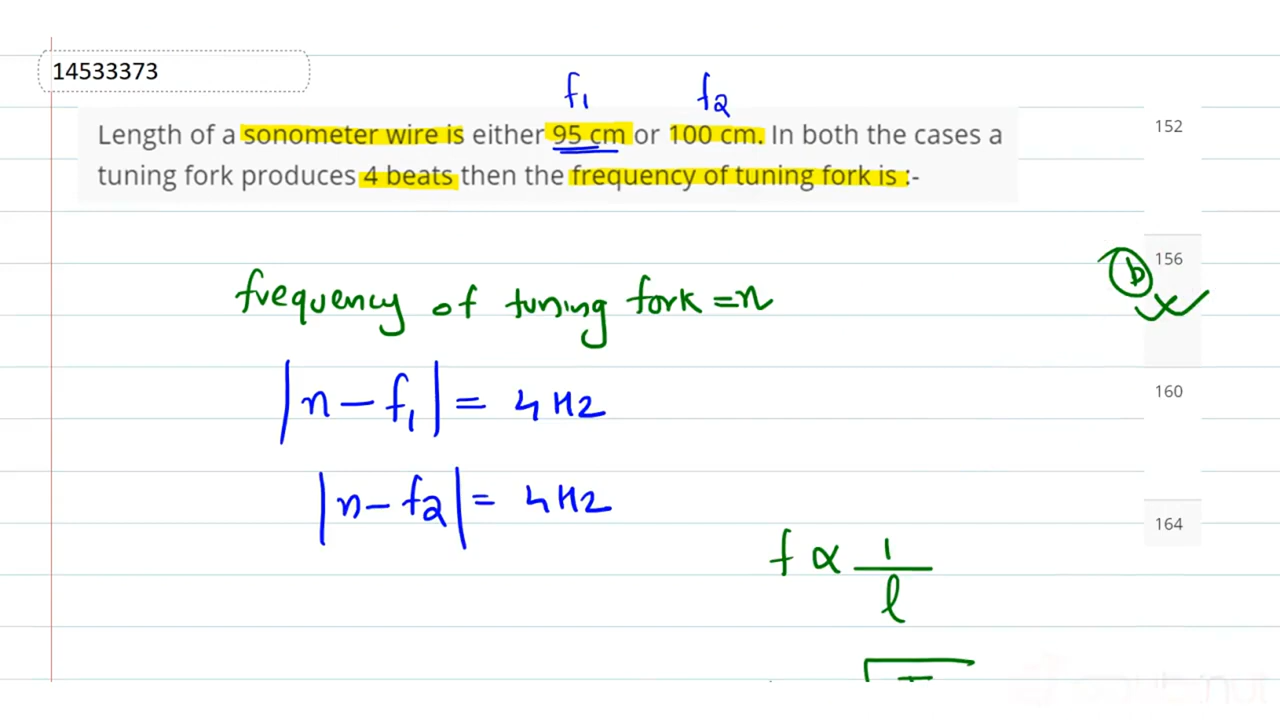 14533373
f1 f2
Length of a sonometer wire is either 95 cm or 100 cm. In both the cases a
tuning fork produces 4 beats then the frequency of tuning fork is :-
152
156
b
160
164
frequency of tuning fork = n
|n - f1| = 4 Hz
|n - f2| = 4 Hz
f ∝ 1/l